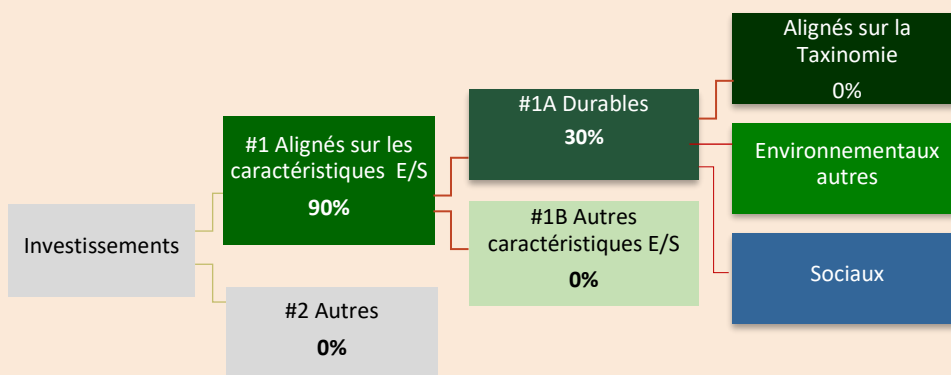 Investissements
#1 Alignés sur les
caractéristiques E/S
90%
#2 Autres
0%
#1A Durables
30%
#1B Autres
caractéristiques E/S
0%
Alignés sur la
Taxinomie
0%
Environnementaux
autres
Sociaux